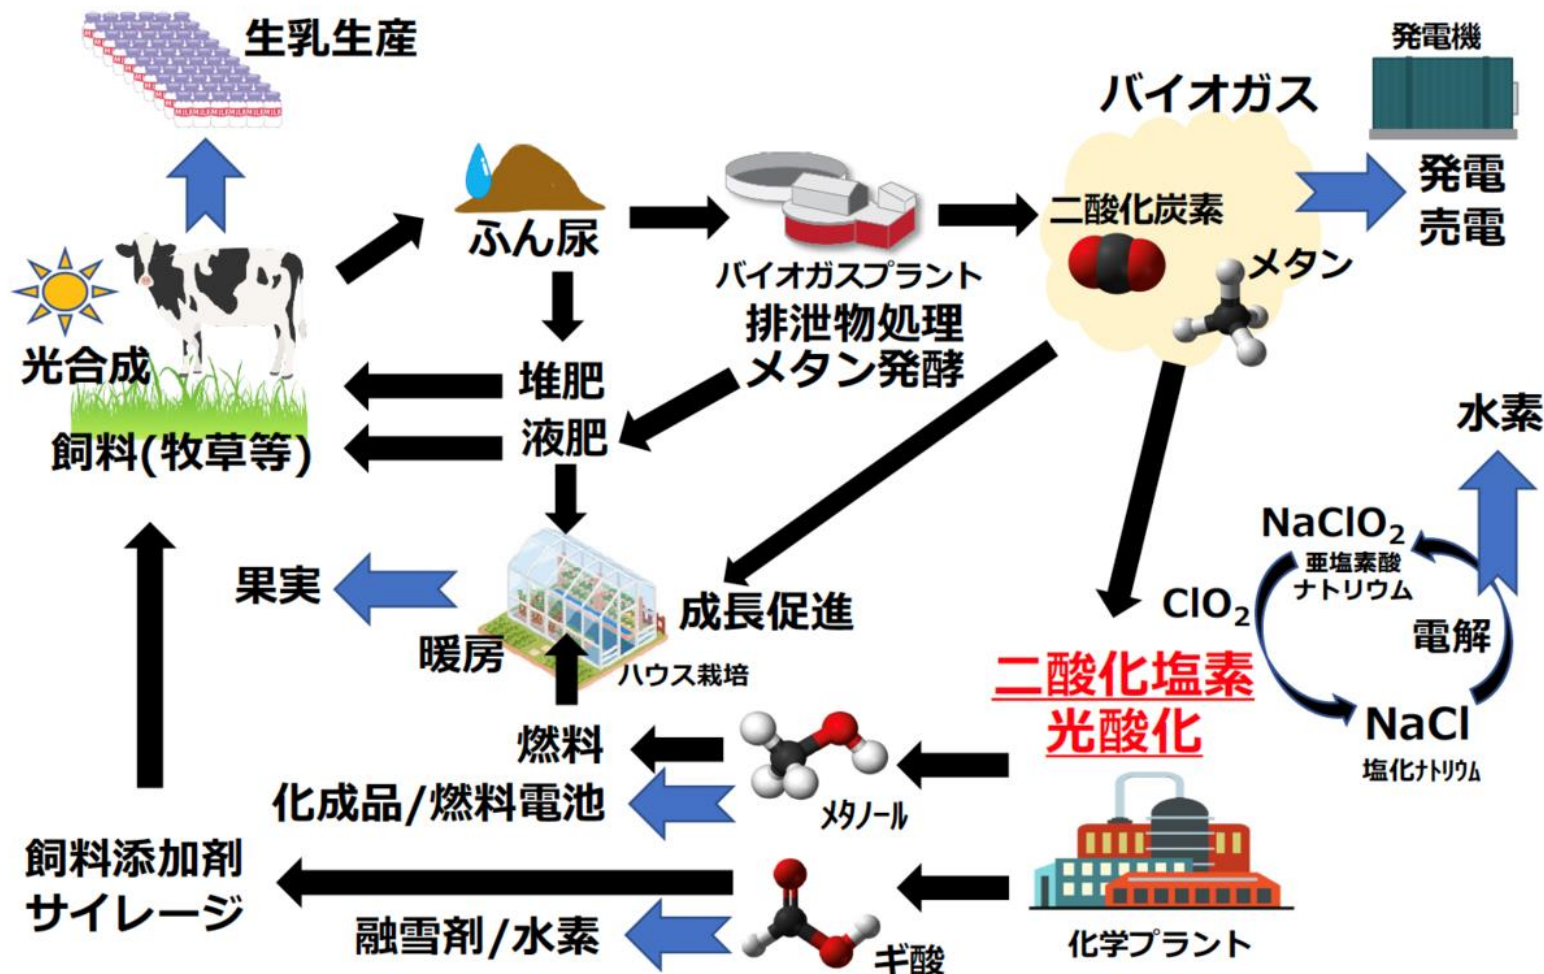 生乳生産
発電機
バイオガス
発電
売電
二酸化炭素
メタン
ふん尿
バイオガスプラント
排泄物処理
メタン発酵
光合成
堆肥
液肥
飼料(牧草等)
水素
NaClO₂
亜塩素酸
ナトリウム
ClO₂
電解
NaCl
塩化ﾅﾄﾘｳﾑ
果実
成長促進
暖房
ハウス栽培
二酸化塩素
光酸化
燃料
化成品/燃料電池
ﾒﾀﾉｰﾙ
飼料添加剤
サイレージ
融雪剤/水素
ギ酸
化学プラント